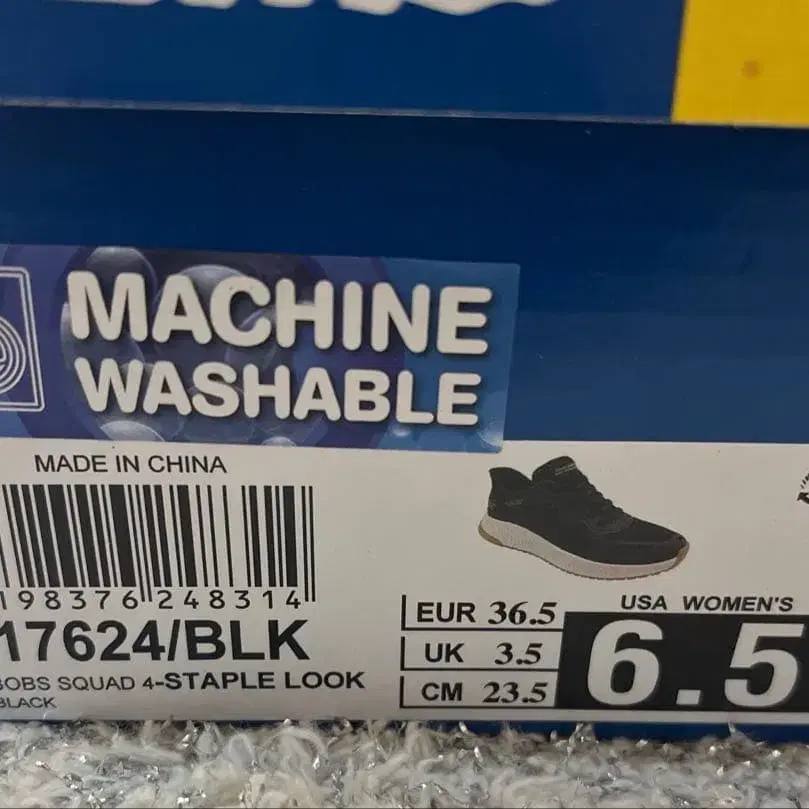 MACHINE
WASHABLE
MADE IN CHINA
198376 248314
17624/BLK
BOBS SQUAD 4-STAPLE LOOK
BLACK
EUR 36.5
UK 3.5
CM 23.5
USA WOMEN'S
6.5